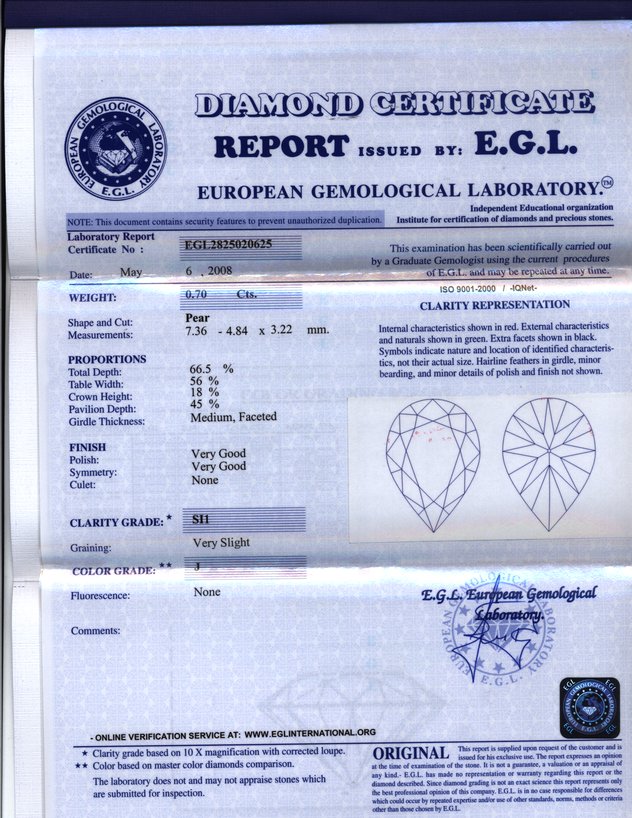 EUROPEAN GEMOLOGICAL LABORATORY
E.G.L.
DIAMOND CERTIFICATE
REPORT ISSUED BY: E.G.L.
EUROPEAN GEMOLOGICAL LABORATORY.™
Independent Educational organization
NOTE: This document contains security features to prevent unauthorized duplication.
Institute for certification of diamonds and precious stones.
Laboratory Report
Certificate No : EGL2825020625
This examination has been scientifically carried out
by a Graduate Gemologist using the current procedures
of E.G.L. and may be repeated at any time.
Date: May 6 , 2008
ISO 9001-2000 / -IQNet-
WEIGHT: 0.70 Cts.
CLARITY REPRESENTATION
Shape and Cut: Pear
Measurements: 7.36 - 4.84 x 3.22 mm.
Internal characteristics shown in red. External characteristics
and naturals shown in green. Extra facets shown in black.
Symbols indicate nature and location of identified characteris-
tics, not their actual size. Hairline feathers in girdle, minor
bearding, and minor details of polish and finish not shown.
PROPORTIONS
Total Depth: 66.5 %
Table Width: 56 %
Crown Height: 18 %
Pavilion Depth: 45 %
Girdle Thickness: Medium, Faceted
FINISH
Polish: Very Good
Symmetry: Very Good
Culet: None
CLARITY GRADE: * SI1
Graining: Very Slight
COLOR GRADE: ** J
Fluorescence: None
E.G.L. European Gemological
Laboratory.
EUROPEAN GEMOLOGICAL LABORATORY
E.G.L.
Comments:
EGL EGL
EGL EGL
- ONLINE VERIFICATION SERVICE AT: WWW.EGLINTERNATIONAL.ORG
* Clarity grade based on 10 X magnification with corrected loupe.
** Color based on master color diamonds comparison.
The laboratory does not and may not appraise stones which
are submitted for inspection.
ORIGINAL This report is supplied upon request of the customer and is
issued for his exclusive use. The report expresses an opinion
at the time of examination of the item. It is not a guarantee, a valuation or an appraisal of
any kind.- E.G.L. has made no representation or warranty regarding this report or the
diamond described. Since diamond grading is not an exact science this report represents only
the best professional opinion of this company. E.G.L. is in no case responsible for differences
which could occur by repeated expertise and/or use of other standards, norms, methods or criteria
other than those chosen by E.G.L.